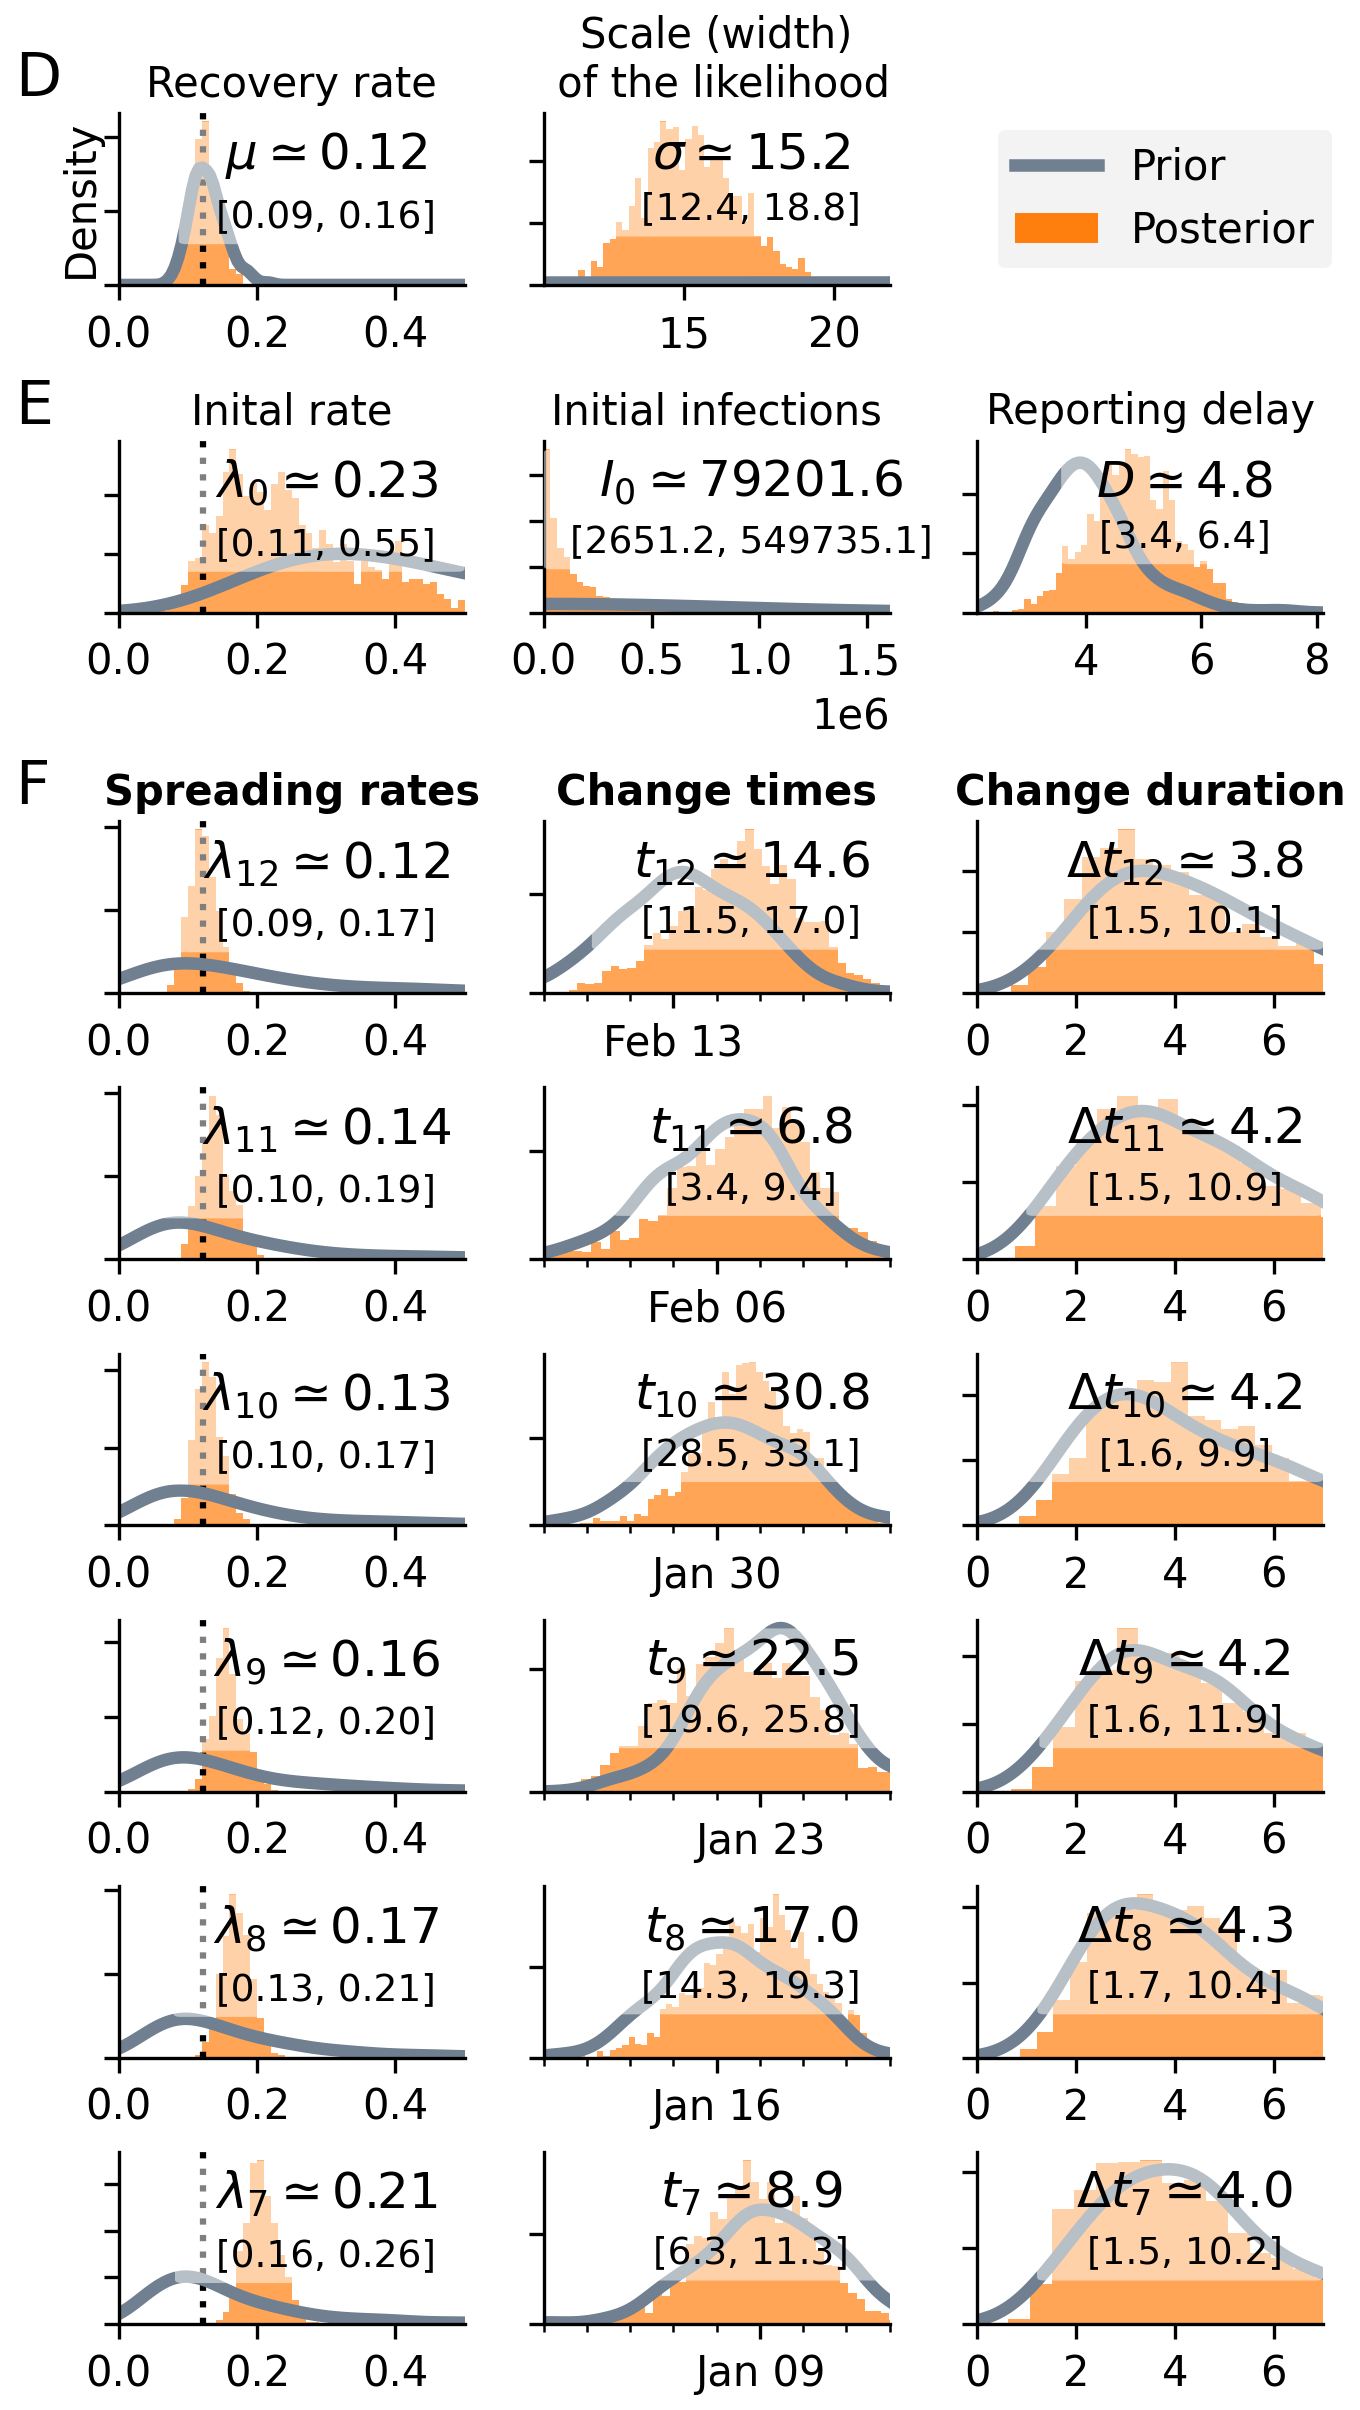 D
Recovery rate
Density
μ ≃ 0.12
[0.09, 0.16]
0.0 0.2 0.4
Scale (width)
of the likelihood
σ ≃ 15.2
[12.4, 18.8]
15 20
Prior
Posterior
E
Inital rate
λ0 ≃ 0.23
[0.11, 0.55]
0.0 0.2 0.4
Initial infections
I0 ≃ 79201.6
[2651.2, 549735.1]
0.0 0.5 1.0 1.5
1e6
Reporting delay
D ≃ 4.8
[3.4, 6.4]
4 6 8
F
Spreading rates Change times Change duration
λ12 ≃ 0.12
[0.09, 0.17]
0.0 0.2 0.4
t12 ≃ 14.6
[11.5, 17.0]
Feb 13
Δt12 ≃ 3.8
[1.5, 10.1]
0 2 4 6
λ11 ≃ 0.14
[0.10, 0.19]
0.0 0.2 0.4
t11 ≃ 6.8
[3.4, 9.4]
Feb 06
Δt11 ≃ 4.2
[1.5, 10.9]
0 2 4 6
λ10 ≃ 0.13
[0.10, 0.17]
0.0 0.2 0.4
t10 ≃ 30.8
[28.5, 33.1]
Jan 30
Δt10 ≃ 4.2
[1.6, 9.9]
0 2 4 6
λ9 ≃ 0.16
[0.12, 0.20]
0.0 0.2 0.4
t9 ≃ 22.5
[19.6, 25.8]
Jan 23
Δt9 ≃ 4.2
[1.6, 11.9]
0 2 4 6
λ8 ≃ 0.17
[0.13, 0.21]
0.0 0.2 0.4
t8 ≃ 17.0
[14.3, 19.3]
Jan 16
Δt8 ≃ 4.3
[1.7, 10.4]
0 2 4 6
λ7 ≃ 0.21
[0.16, 0.26]
0.0 0.2 0.4
t7 ≃ 8.9
[6.3, 11.3]
Jan 09
Δt7 ≃ 4.0
[1.5, 10.2]
0 2 4 6